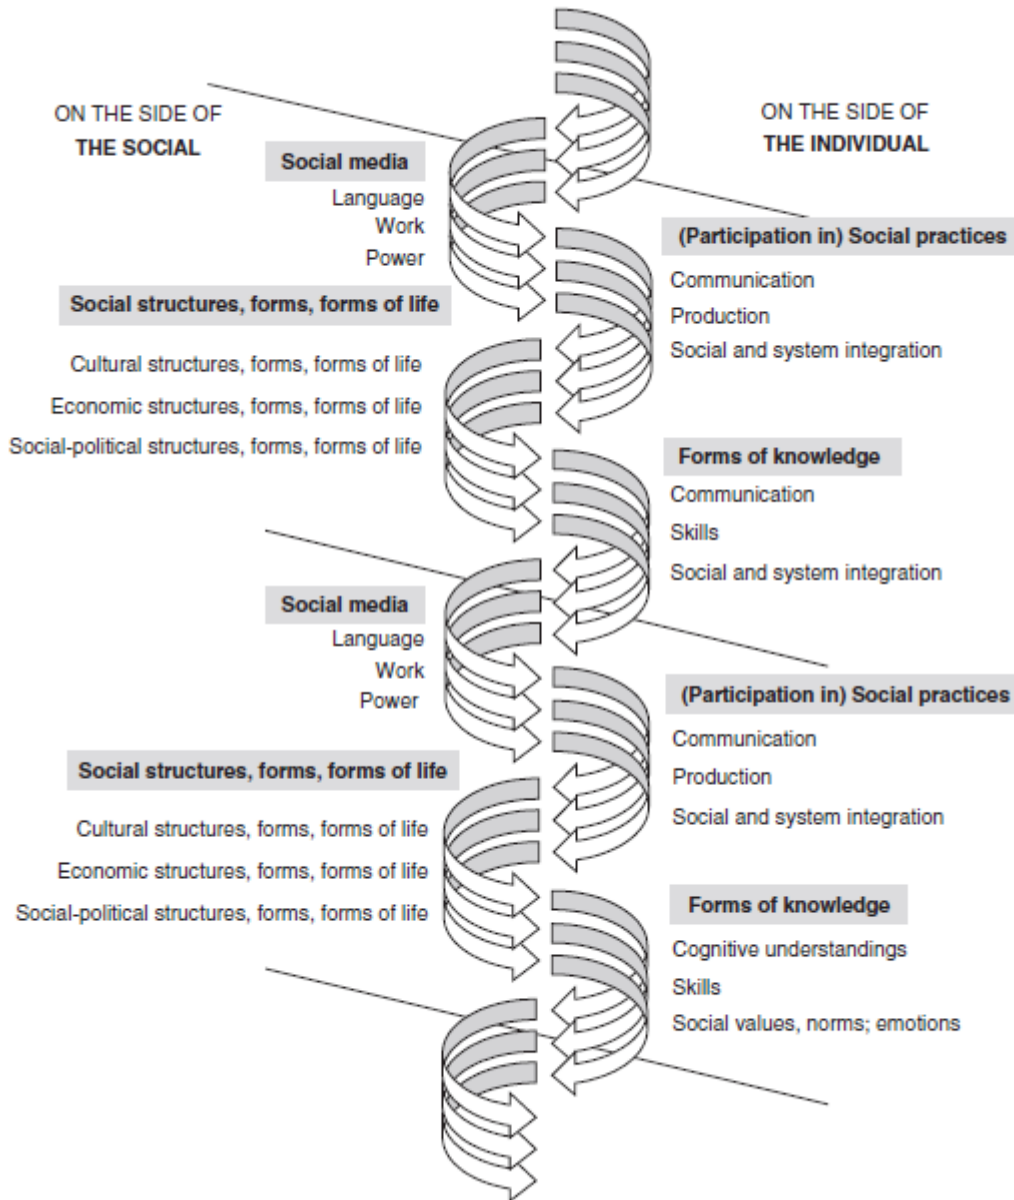 ON THE SIDE OF
THE SOCIAL
ON THE SIDE OF
THE INDIVIDUAL
Social media
Language
Work
Power
(Participation in) Social practices
Communication
Production
Social and system integration
Social structures, forms, forms of life
Cultural structures, forms, forms of life
Economic structures, forms, forms of life
Social-political structures, forms, forms of life
Forms of knowledge
Communication
Skills
Social and system integration
Social media
Language
Work
Power
(Participation in) Social practices
Communication
Production
Social and system integration
Social structures, forms, forms of life
Cultural structures, forms, forms of life
Economic structures, forms, forms of life
Social-political structures, forms, forms of life
Forms of knowledge
Cognitive understandings
Skills
Social values, norms; emotions